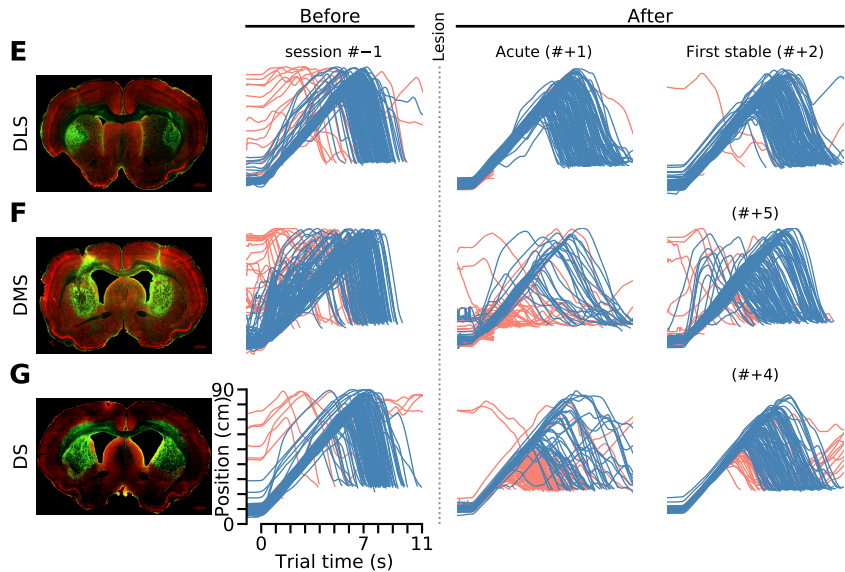 Before
After
Lesion
E
session #−1
Acute (#+1)
First stable (#+2)
DLS
F
(#+5)
DMS
G
(#+4)
DS
90
Position (cm)
0
0 7 11
Trial time (s)